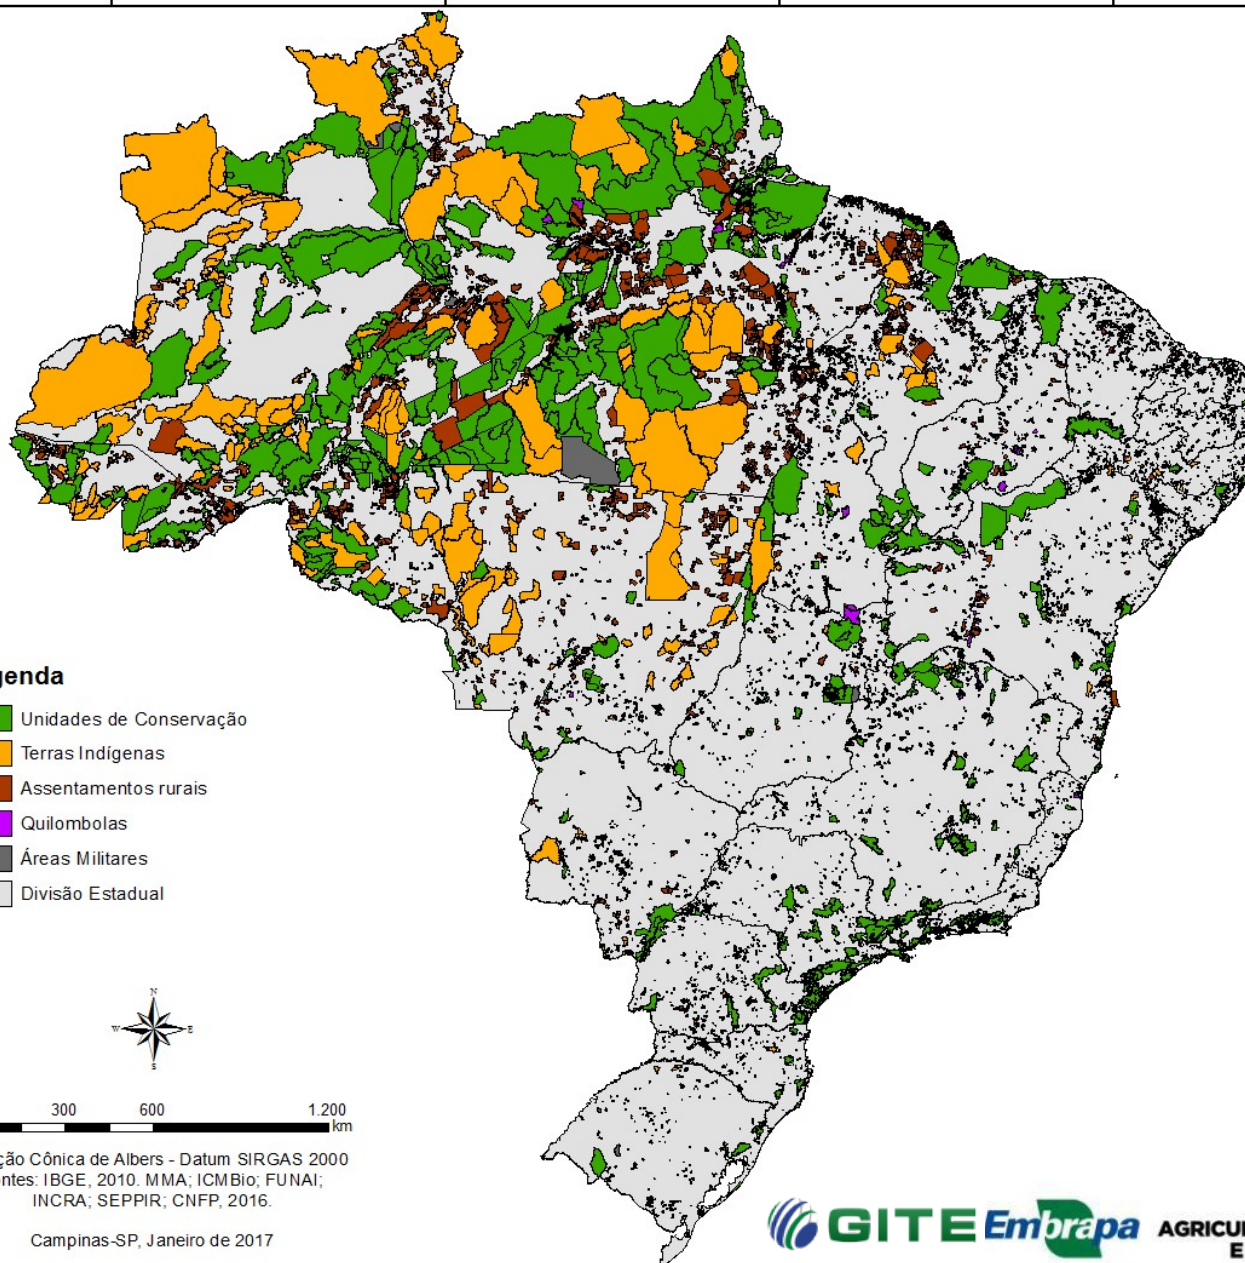 genda
Unidades de Conservação
Terras Indígenas
Assentamentos rurais
Quilombolas
Áreas Militares
Divisão Estadual
N
W E
S
300 600 1.200
km
ção Cônica de Albers - Datum SIRGAS 2000
ntes: IBGE, 2010. MMA; ICMBio; FUNAI;
INCRA; SEPPIR; CNFP, 2016.
Campinas-SP, Janeiro de 2017
GITE Embrapa AGRICU
E